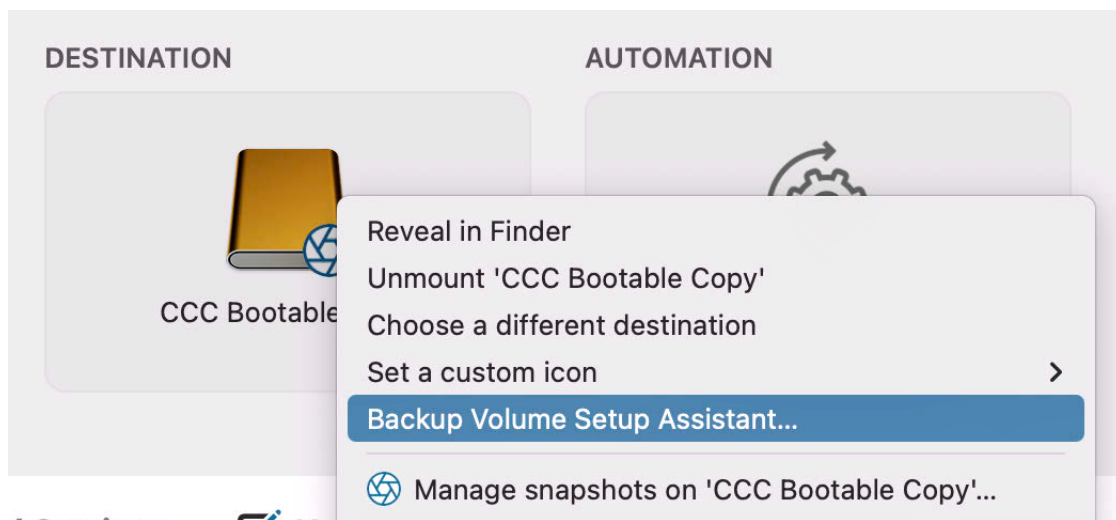 DESTINATION
AUTOMATION
CCC Bootable
Reveal in Finder
Unmount 'CCC Bootable Copy'
Choose a different destination
Set a custom icon
Backup Volume Setup Assistant...
Manage snapshots on 'CCC Bootable Copy'...